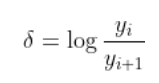 δ = log y_i / y_{i+1}